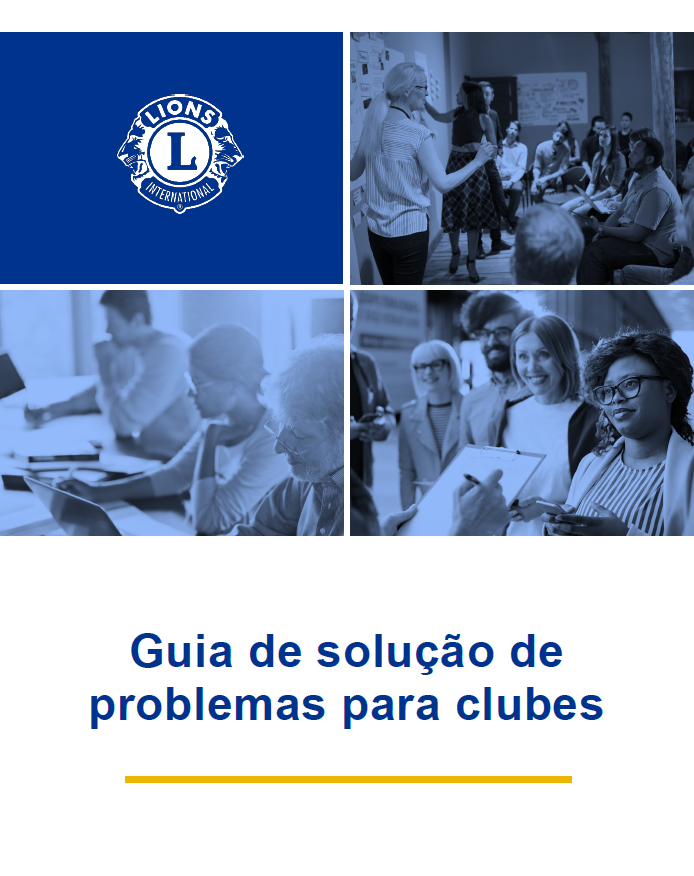 LIONS
L
INTERNATIONAL
®
Guia de solução de
problemas para clubes